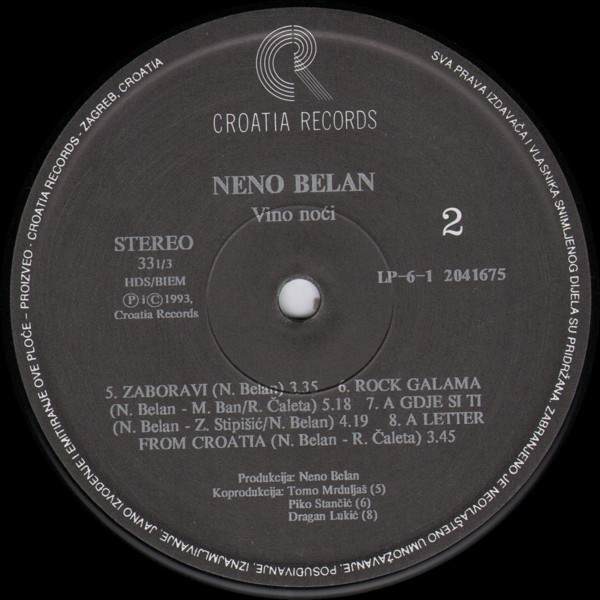 CROATIA RECORDS
NENO BELAN
Vino noći
2
STEREO
33 1/3
HDS/BIEM
Ⓟ i Ⓒ 1993,
Croatia Records
LP-6-1 2041675
5. ZABORAVI (N. Belan) 3.35 6. ROCK GALAMA
(N. Belan - M. Ban/R. Čaleta) 5.18 7. A GDJE SI TI
(N. Belan - Z. Stipišić/N. Belan) 4.19 8. A LETTER
FROM CROATIA (N. Belan - R. Čaleta) 3.45
Produkcija: Neno Belan
Koprodukcija: Tomo Mrduljaš (5)
Piko Stančić (6)
Dragan Lukić (8)
SVA PRAVA IZDAVAČA I VLASNIKA SNIMLJENOG DIJELA SU PRIDRŽANA. ZABRANJENO JE NEOVLAŠTENO UMNOŽAVANJE, POSUĐIVANJE, IZNAJMLJIVANJE, JAVNO IZVOĐENJE I EMITIRANJE OVE PLOČE - PROIZVEO - CROATIA RECORDS - ZAGREB, CROATIA